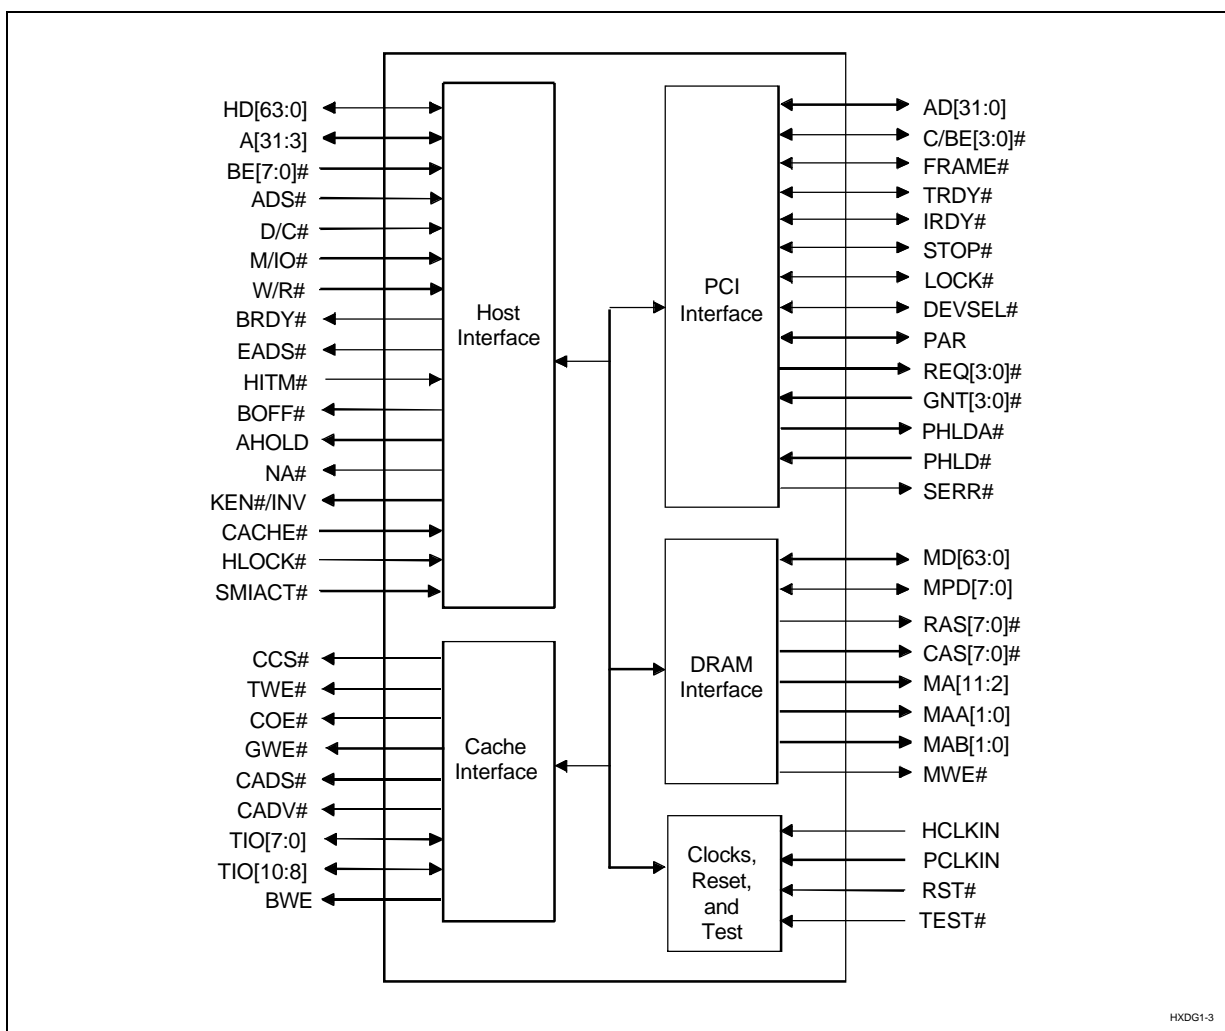 HD[63:0]
A[31:3]
BE[7:0]#
ADS#
D/C#
M/IO#
W/R#
BRDY#
EADS#
HITM#
BOFF#
AHOLD
NA#
KEN#/INV
CACHE#
HLOCK#
SMIACT#
Host
Interface
CCS#
TWE#
COE#
GWE#
CADS#
CADV#
TIO[7:0]
TIO[10:8]
BWE
Cache
Interface
PCI
Interface
AD[31:0]
C/BE[3:0]#
FRAME#
TRDY#
IRDY#
STOP#
LOCK#
DEVSEL#
PAR
REQ[3:0]#
GNT[3:0]#
PHLDA#
PHLD#
SERR#
DRAM
Interface
MD[63:0]
MPD[7:0]
RAS[7:0]#
CAS[7:0]#
MA[11:2]
MAA[1:0]
MAB[1:0]
MWE#
Clocks,
Reset,
and
Test
HCLKIN
PCLKIN
RST#
TEST#
HXDG1-3